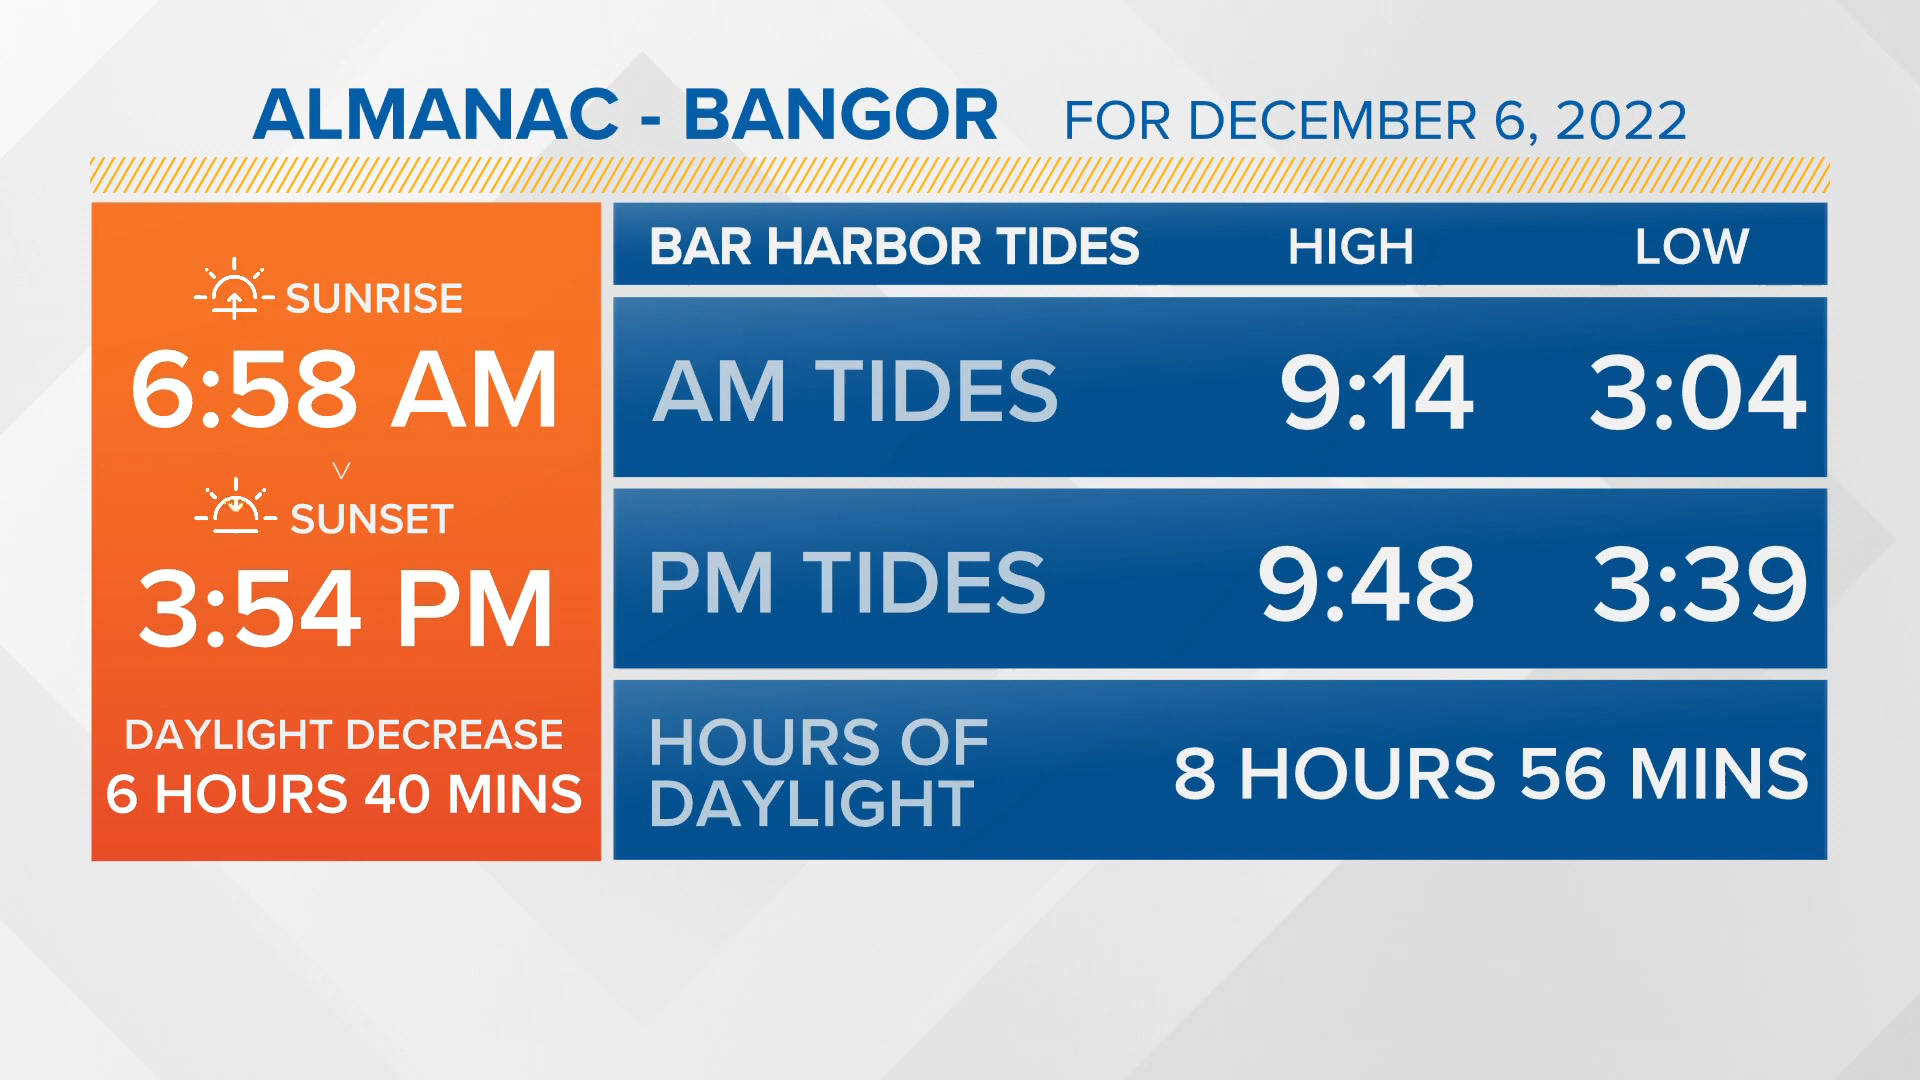 ALMANAC - BANGOR FOR DECEMBER 6, 2022
SUNRISE
6:58 AM
SUNSET
3:54 PM
DAYLIGHT DECREASE
6 HOURS 40 MINS
BAR HARBOR TIDES HIGH LOW
AM TIDES 9:14 3:04
PM TIDES 9:48 3:39
HOURS OF
DAYLIGHT
8 HOURS 56 MINS